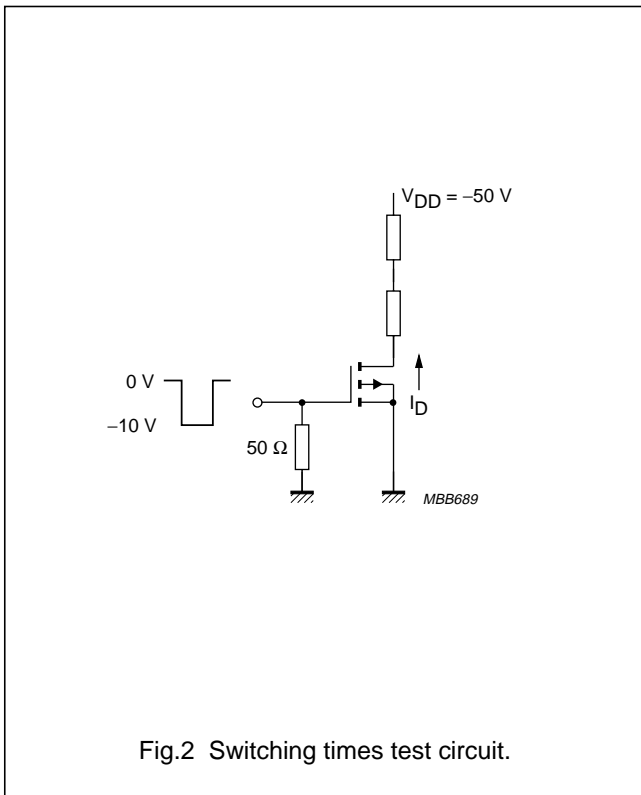 V_DD = −50 V
0 V
−10 V
I_D
50 Ω
MBB689
Fig.2 Switching times test circuit.